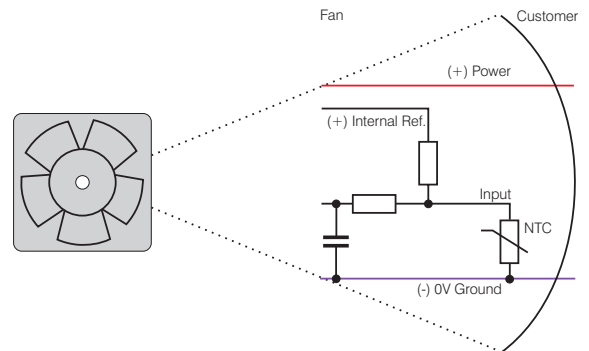 Fan
Customer
(+) Power
(+) Internal Ref.
Input
NTC
(-) 0V Ground